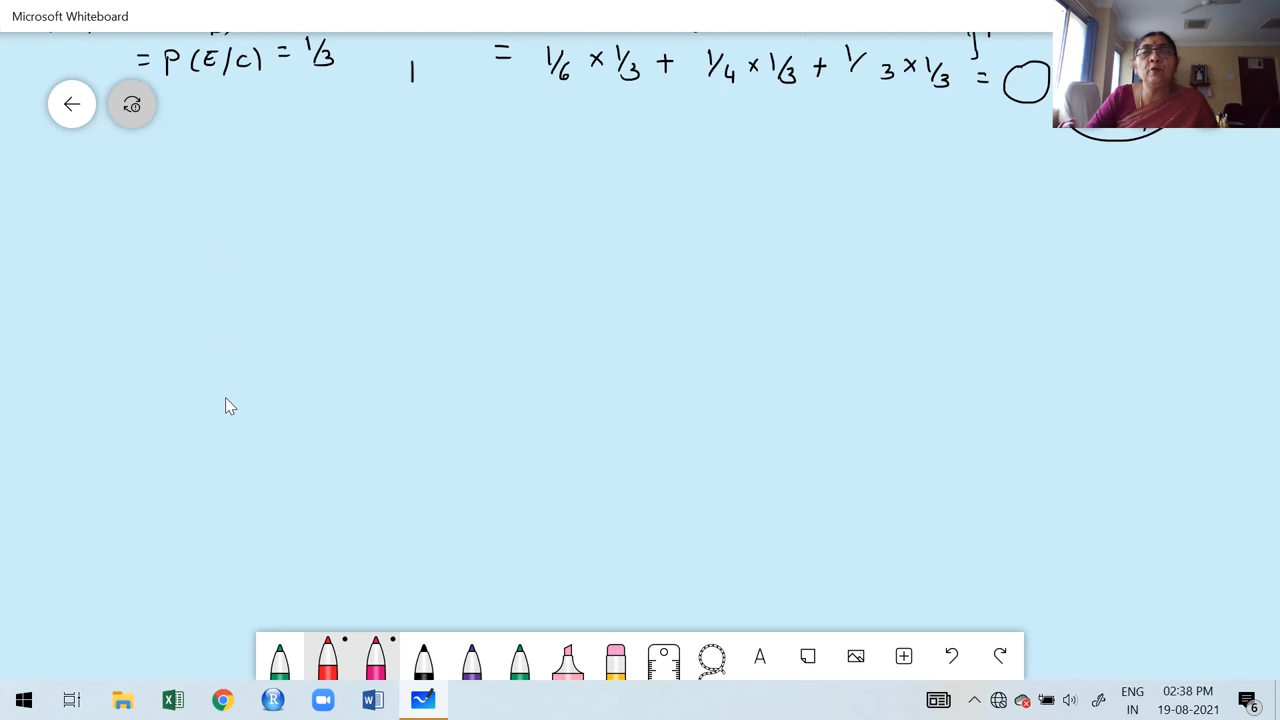 Microsoft Whiteboard
= P(E/C) = 1/3
= 1/6 × 1/3 + 1/4 × 1/3 + 1/3 × 1/3 =
A
ENG
IN
02:38 PM
19-08-2021
6